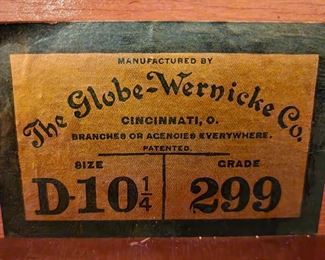 MANUFACTURED BY
The Globe-Wernicke Co.
CINCINNATI, O.
BRANCHES OR AGENCIES EVERYWHERE.
PATENTED.
SIZE GRADE
D-10 1/4 299